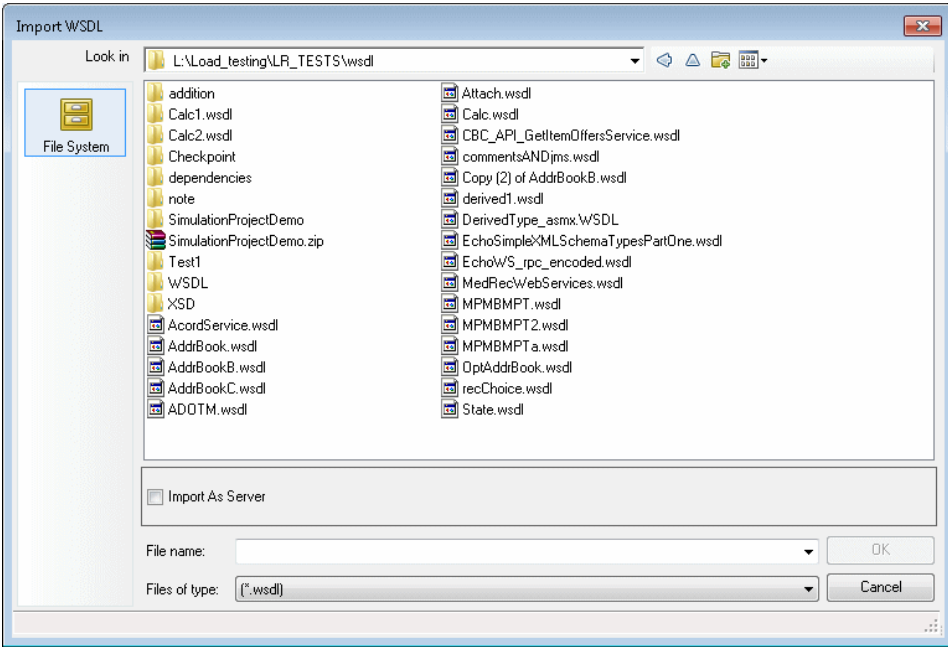 Import WSDL
Look in
L:\Load_testing\LR_TESTS\wsdl
File System
addition
Calc1.wsdl
Calc2.wsdl
Checkpoint
dependencies
note
SimulationProjectDemo
SimulationProjectDemo.zip
Test1
WSDL
XSD
AcordService.wsdl
AddrBook.wsdl
AddrBookB.wsdl
AddrBookC.wsdl
ADOTM.wsdl
Attach.wsdl
Calc.wsdl
CBC_API_GetItemOffersService.wsdl
commentsANDjms.wsdl
Copy (2) of AddrBookB.wsdl
derived1.wsdl
DerivedType_asmx.WSDL
EchoSimpleXMLSchemaTypesPartOne.wsdl
EchoWS_rpc_encoded.wsdl
MedRecWebServices.wsdl
MPMBMPT.wsdl
MPMBMPT2.wsdl
MPMBMPTa.wsdl
OptAddrBook.wsdl
recChoice.wsdl
State.wsdl
Import As Server
File name:
OK
Files of type:
(*.wsdl)
Cancel